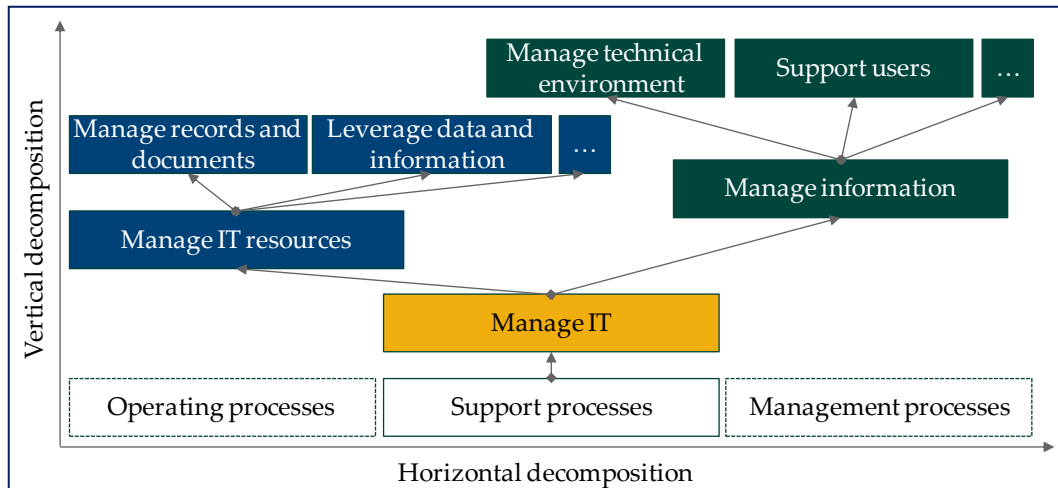 Manage technical
environment
Support users
…
Manage records and
documents
Leverage data and
information
…
Manage information
Manage IT resources
Manage IT
Operating processes
Support processes
Management processes
Vertical decomposition
Horizontal decomposition